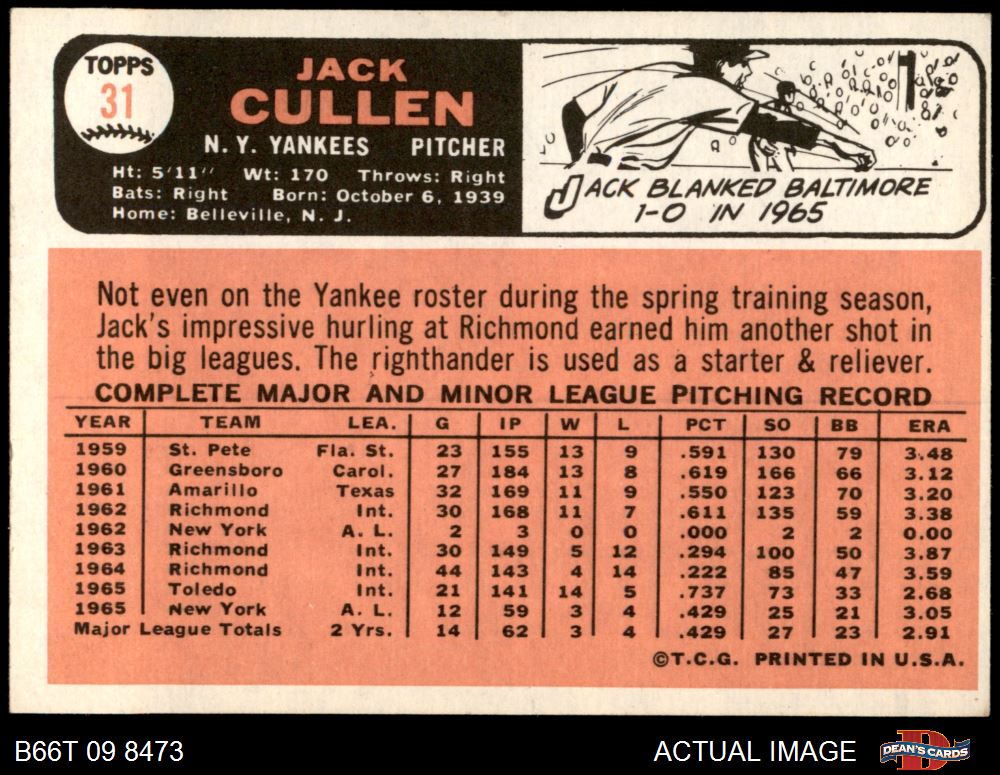 TOPPS
31
JACK
CULLEN
N. Y. YANKEES PITCHER
Ht: 5'11" Wt: 170 Throws: Right
Bats: Right Born: October 6, 1939
Home: Belleville, N. J.
JACK BLANKED BALTIMORE
1-0 IN 1965
Not even on the Yankee roster during the spring training season,
Jack's impressive hurling at Richmond earned him another shot in
the big leagues. The righthander is used as a starter & reliever.
COMPLETE MAJOR AND MINOR LEAGUE PITCHING RECORD
YEAR TEAM LEA. G IP W L PCT SO BB ERA
1959 St. Pete Fla. St. 23 155 13 9 .591 130 79 3.48
1960 Greensboro Carol. 27 184 13 8 .619 166 66 3.12
1961 Amarillo Texas 32 169 11 9 .550 123 70 3.20
1962 Richmond Int. 30 168 11 7 .611 135 59 3.38
1962 New York A. L. 2 3 0 0 .000 2 2 0.00
1963 Richmond Int. 30 149 5 12 .294 100 50 3.87
1964 Richmond Int. 44 143 4 14 .222 85 47 3.59
1965 Toledo Int. 21 141 14 5 .737 73 33 2.68
1965 New York A. L. 12 59 3 4 .429 25 21 3.05
Major League Totals 2 Yrs. 14 62 3 4 .429 27 23 2.91
©T.C.G. PRINTED IN U.S.A.
B66T 09 8473 ACTUAL IMAGE DEAN'S CARDS